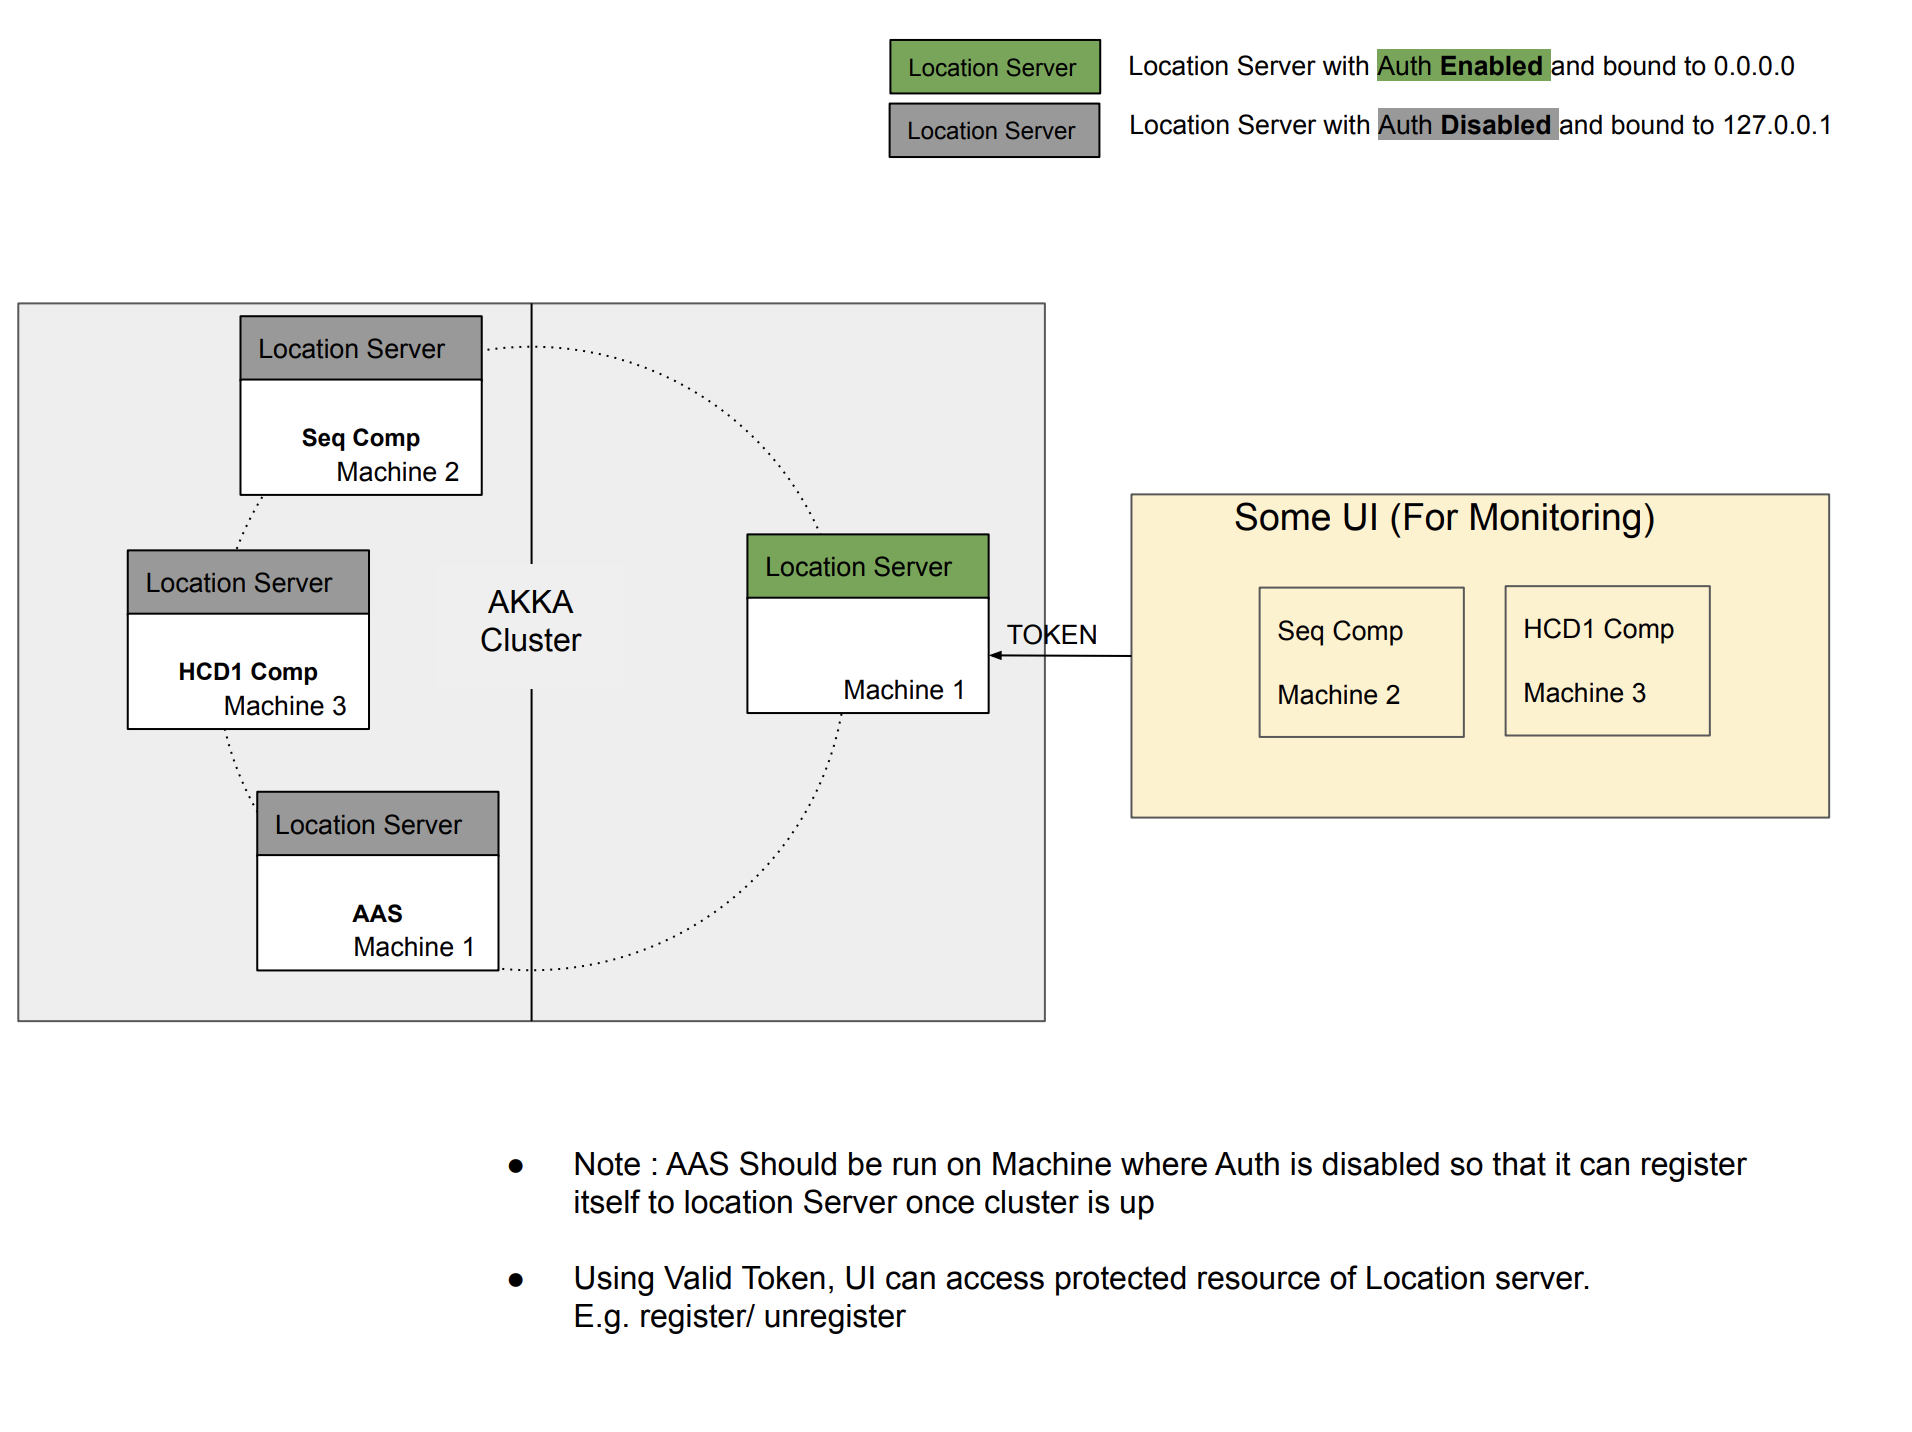 Location Server
Location Server with Auth Enabled and bound to 0.0.0.0
Location Server
Location Server with Auth Disabled and bound to 127.0.0.1
Location Server
Seq Comp
Machine 2
Location Server
HCD1 Comp
Machine 3
Location Server
AAS
Machine 1
AKKA
Cluster
Location Server
Machine 1
TOKEN
Some UI (For Monitoring)
Seq Comp
Machine 2
HCD1 Comp
Machine 3
● Note : AAS Should be run on Machine where Auth is disabled so that it can register
itself to location Server once cluster is up
● Using Valid Token, UI can access protected resource of Location server.
E.g. register/ unregister